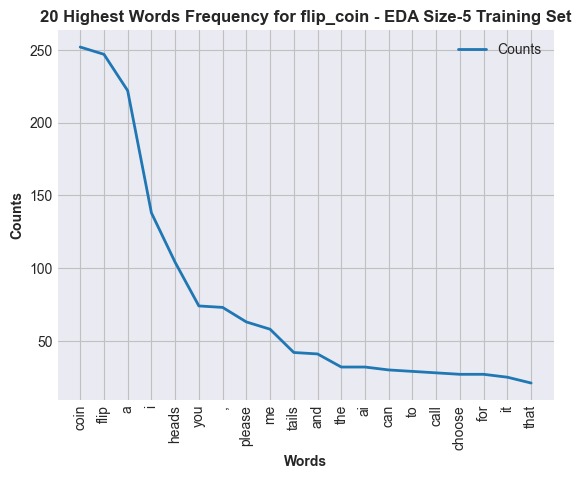 20 Highest Words Frequency for flip_coin - EDA Size-5 Training Set
Counts
250
200
150
100
50
Counts
coin
flip
a
i
heads
you
,
please
me
tails
and
the
ai
can
to
call
choose
for
it
that
Words